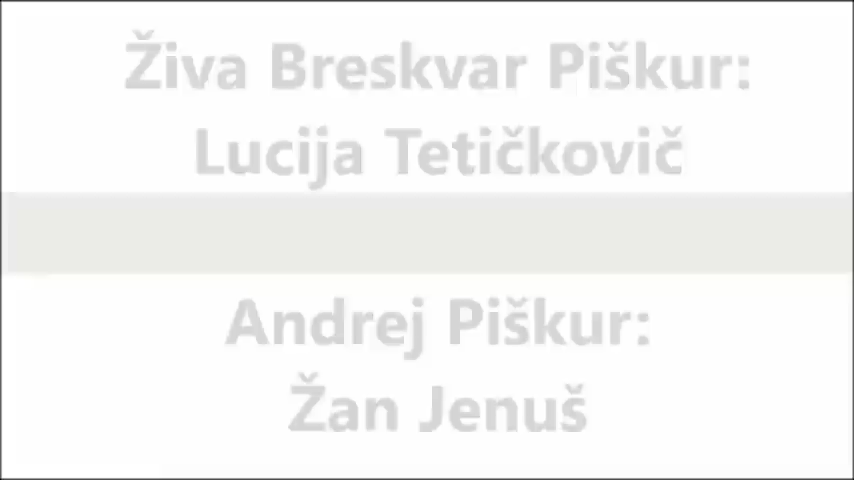 Živa Breskvar Piškur:
Lucija Tetičkovič
Andrej Piškur:
Žan Jenuš